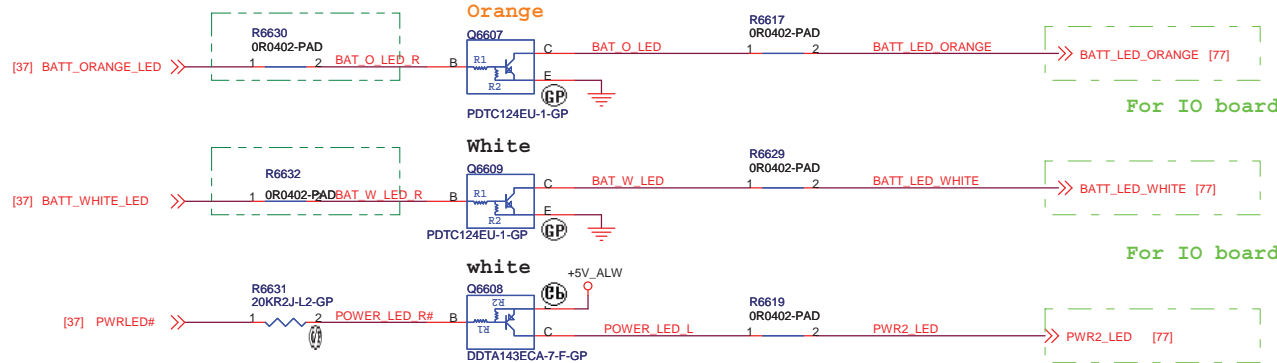 Orange
R6630
0R0402-PAD
Q6607
R6617
0R0402-PAD
[37] BATT_ORANGE_LED
1
2
BAT_O_LED_R
B
R1
R2
C
E
BAT_O_LED
1
2
BATT_LED_ORANGE
BATT_LED_ORANGE [77]
GP
PDTC124EU-1-GP
For IO board
White
R6632
0R0402-PAD
Q6609
R6629
0R0402-PAD
[37] BATT_WHITE_LED
1
2
BAT_W_LED_R
B
R1
R2
C
E
BAT_W_LED
1
2
BATT_LED_WHITE
BATT_LED_WHITE [77]
GP
PDTC124EU-1-GP
For IO board
white
+5V_ALW
R6631
20KR2J-L2-GP
Q6608
R6619
0R0402-PAD
[37] PWRLED#
1
2
POWER_LED_R#
B
R2
R1
E
C
POWER_LED_L
1
2
PWR2_LED
PWR2_LED [77]
DDTA143ECA-7-F-GP